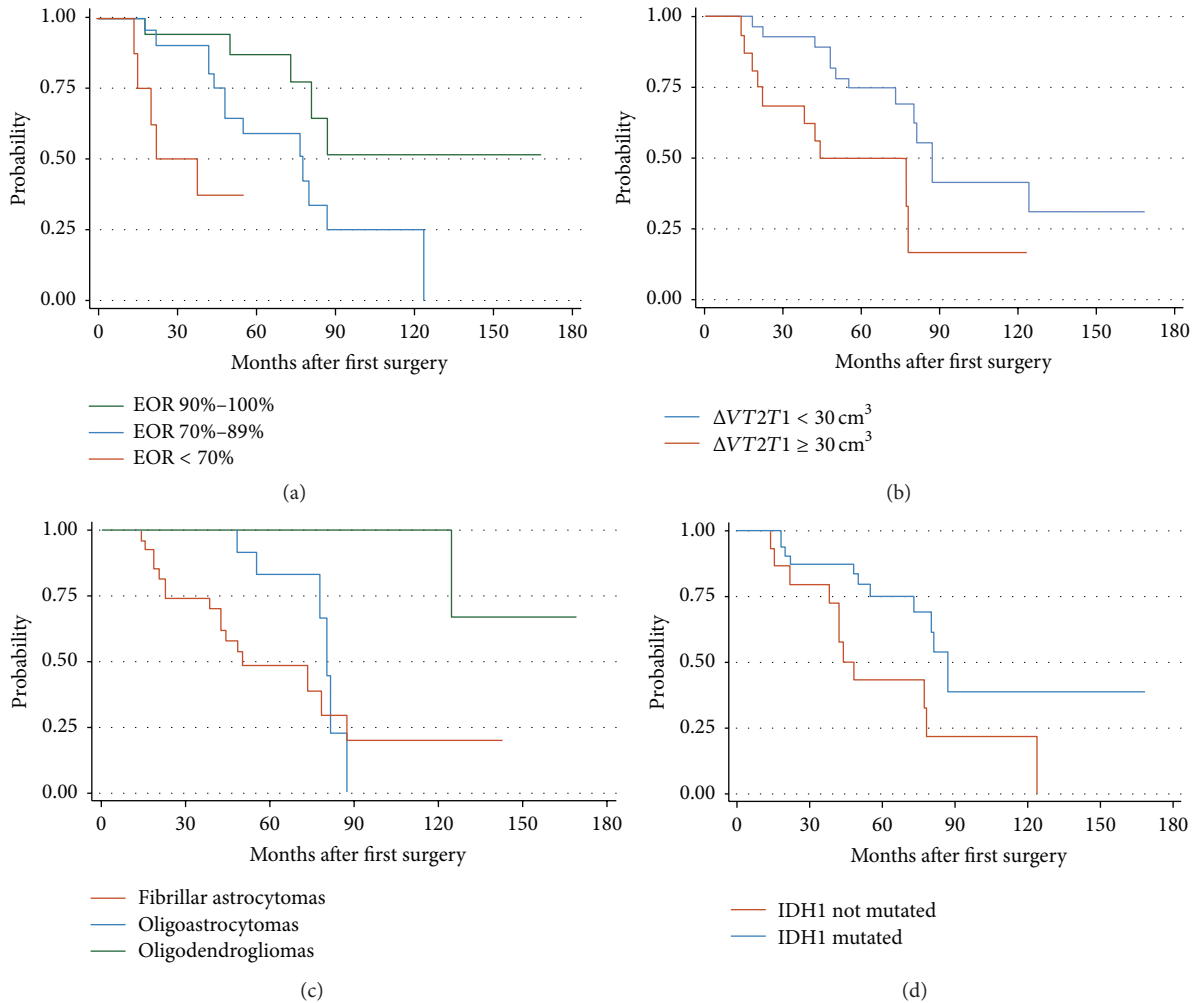 1.00
0.75
0.50
0.25
0.00
Probability
0 30 60 90 120 150 180
Months after first surgery
EOR 90%–100%
EOR 70%–89%
EOR < 70%
(a)
1.00
0.75
0.50
0.25
0.00
Probability
0 30 60 90 120 150 180
Months after first surgery
ΔVT2T1 < 30 cm³
ΔVT2T1 ≥ 30 cm³
(b)
1.00
0.75
0.50
0.25
0.00
Probability
0 30 60 90 120 150 180
Months after first surgery
Fibrillar astrocytomas
Oligoastrocytomas
Oligodendrogliomas
(c)
1.00
0.75
0.50
0.25
0.00
Probability
0 30 60 90 120 150 180
Months after first surgery
IDH1 not mutated
IDH1 mutated
(d)